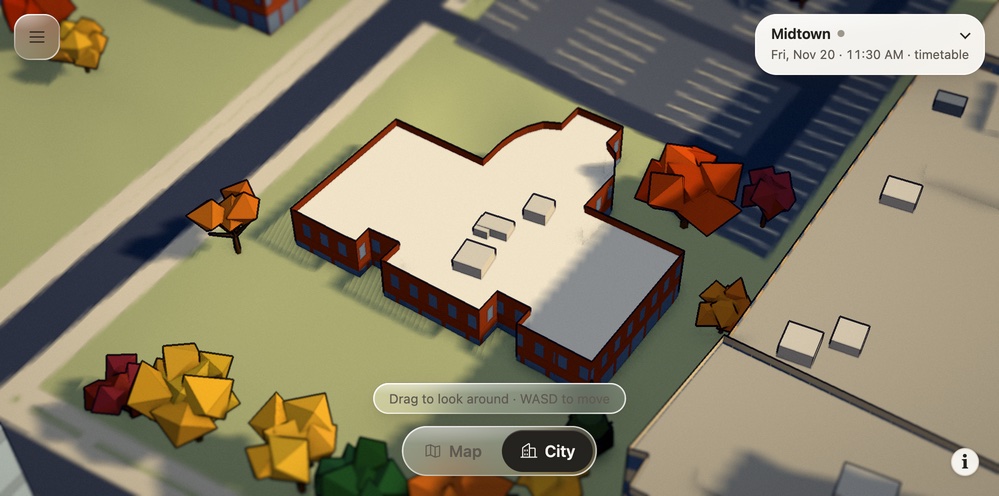 Midtown
Fri, Nov 20 · 11:30 AM · timetable
Drag to look around · WASD to move
Map
City
i